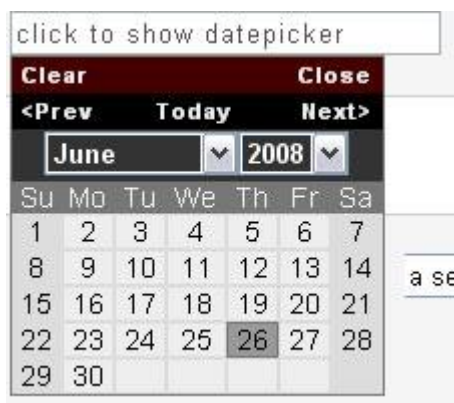 click to show datepicker
Clear Close
<Prev Today Next>
June 2008
Su Mo Tu We Th Fr Sa
1 2 3 4 5 6 7
8 9 10 11 12 13 14
a se
15 16 17 18 19 20 21
22 23 24 25 26 27 28
29 30